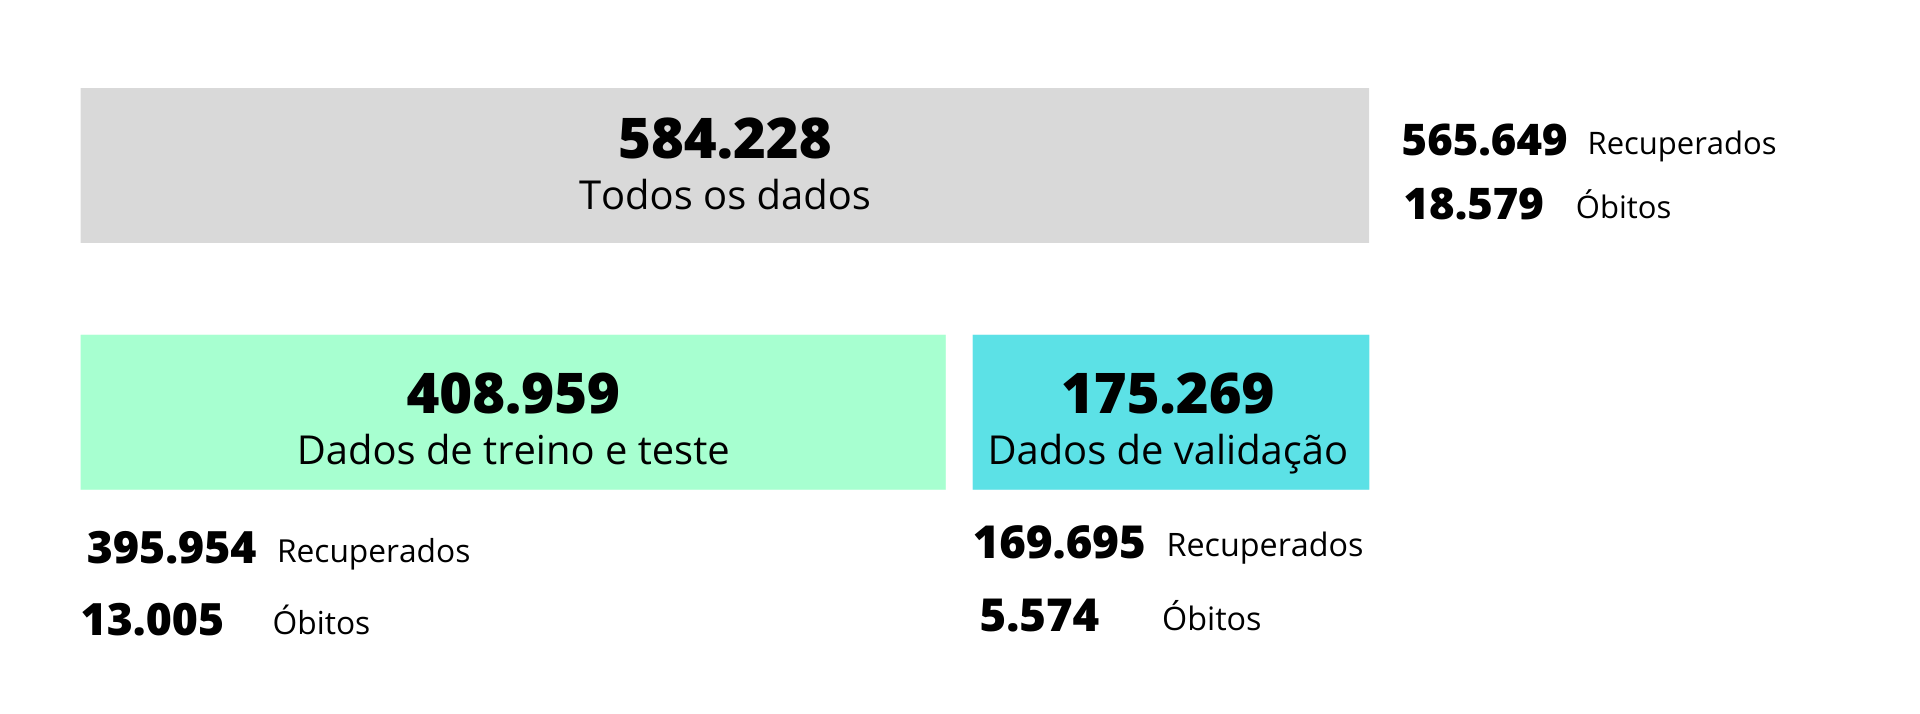 584.228
Todos os dados
565.649 Recuperados
18.579 Óbitos
408.959
Dados de treino e teste
175.269
Dados de validação
395.954 Recuperados
13.005 Óbitos
169.695 Recuperados
5.574 Óbitos